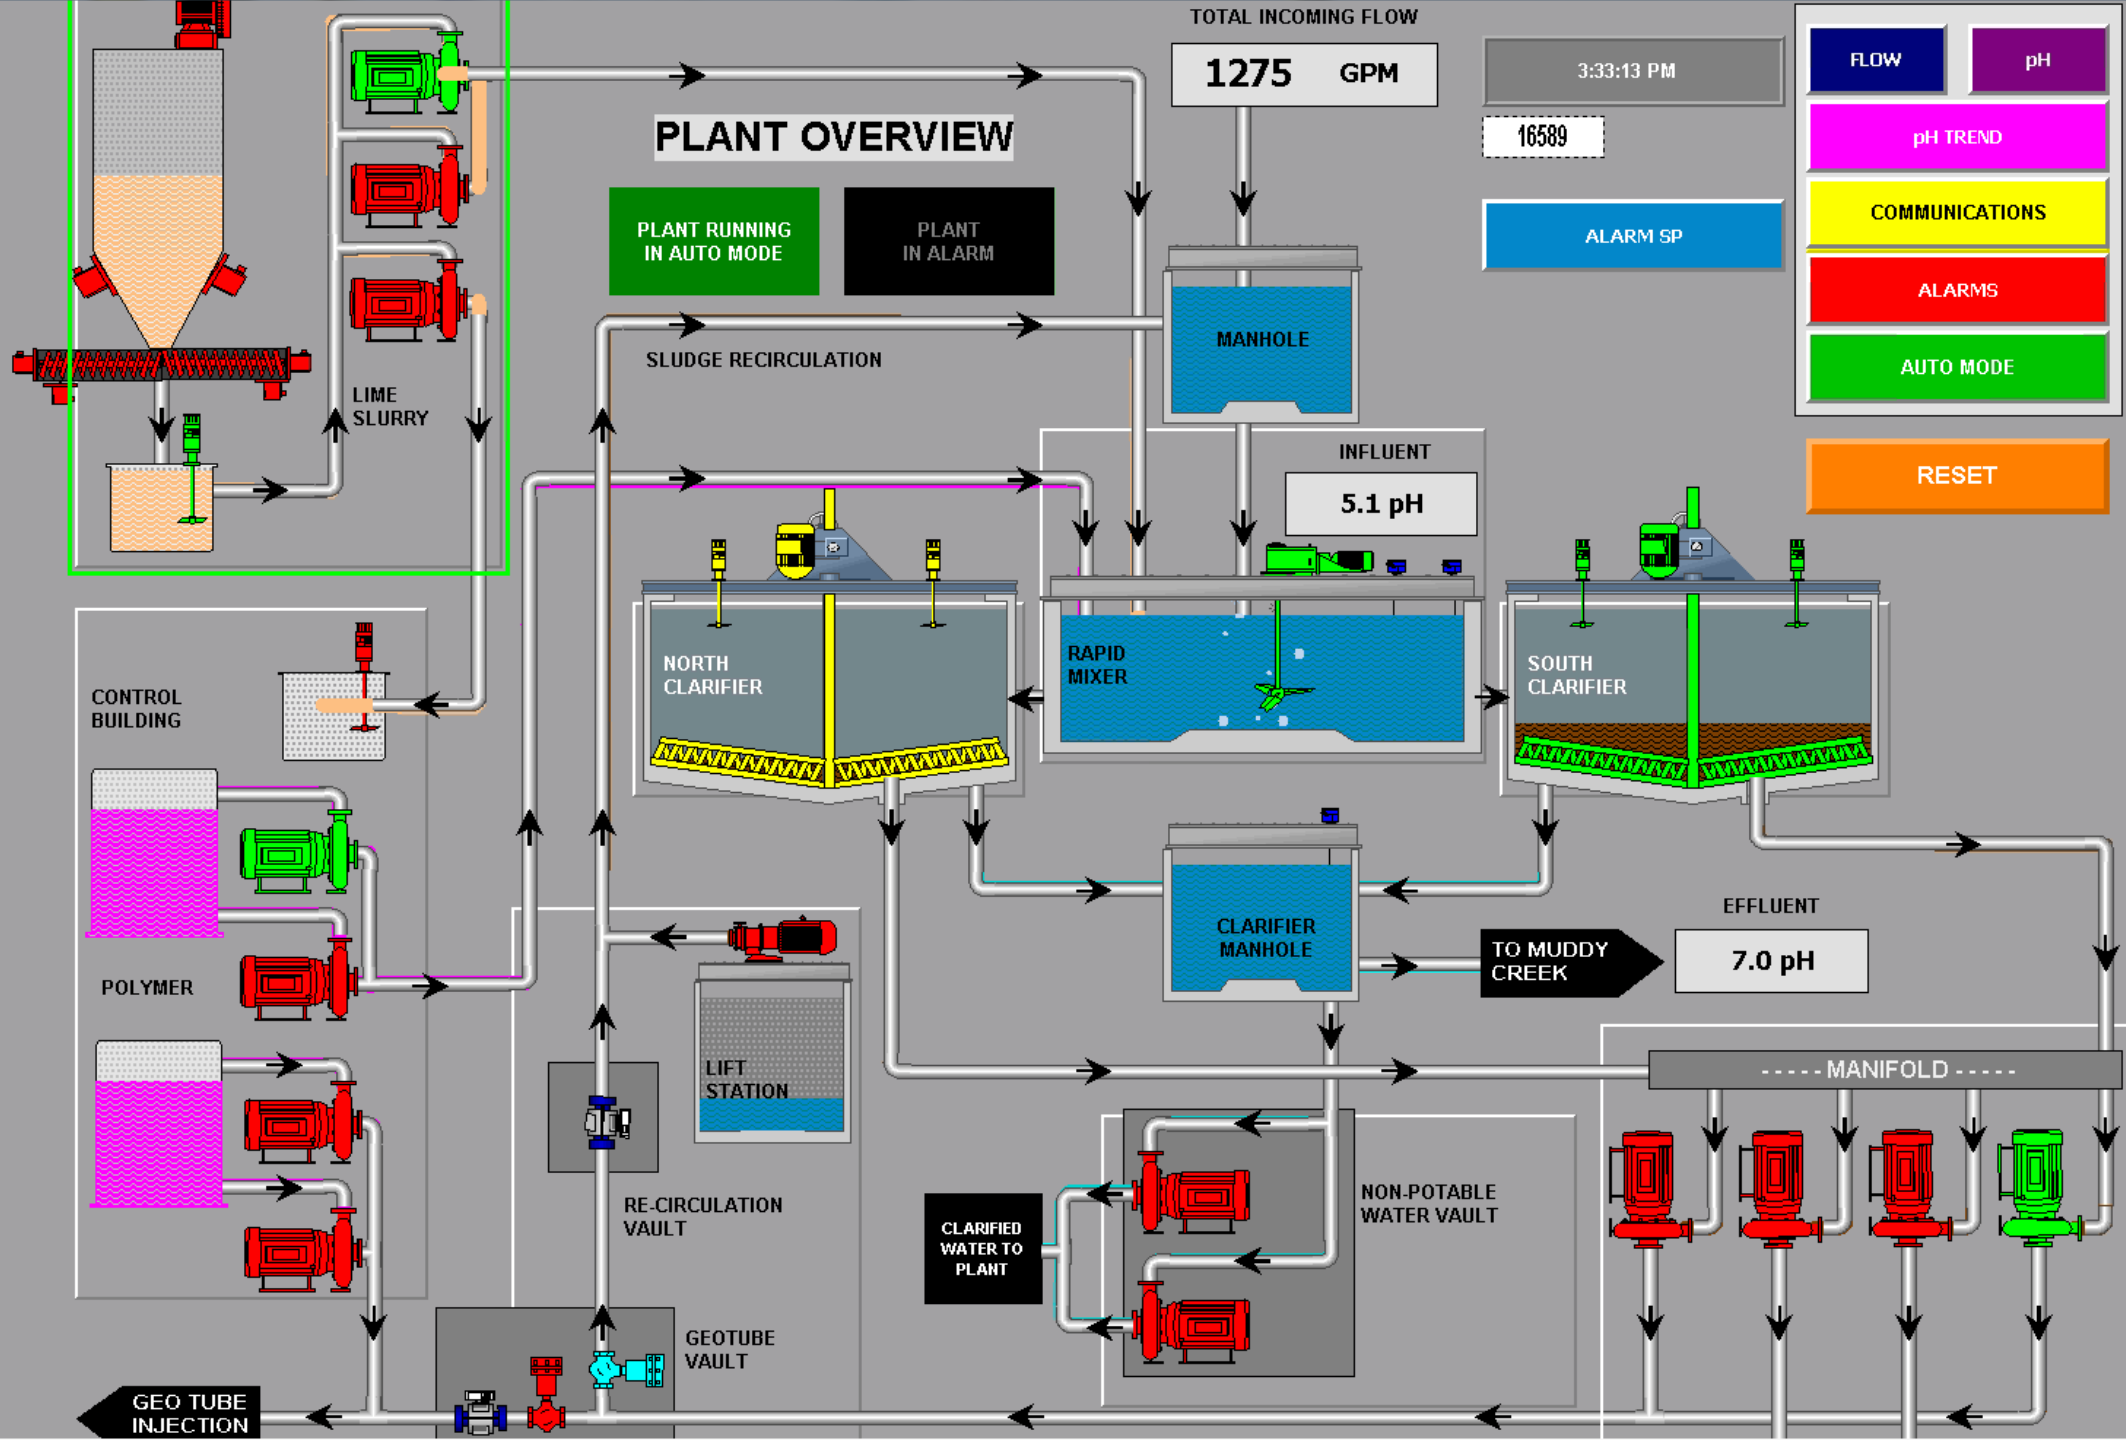 TOTAL INCOMING FLOW
1275 GPM
3:33:13 PM
16589
ALARM SP
FLOW
pH
pH TREND
COMMUNICATIONS
ALARMS
AUTO MODE
RESET
PLANT OVERVIEW
PLANT RUNNING
IN AUTO MODE
PLANT
IN ALARM
SLUDGE RECIRCULATION
MANHOLE
LIME
SLURRY
INFLUENT
5.1 pH
NORTH
CLARIFIER
RAPID
MIXER
SOUTH
CLARIFIER
CONTROL
BUILDING
POLYMER
CLARIFIER
MANHOLE
EFFLUENT
TO MUDDY
CREEK
7.0 pH
LIFT
STATION
-----MANIFOLD-----
RE-CIRCULATION
VAULT
CLARIFIED
WATER TO
PLANT
NON-POTABLE
WATER VAULT
GEOTUBE
VAULT
GEO TUBE
INJECTION